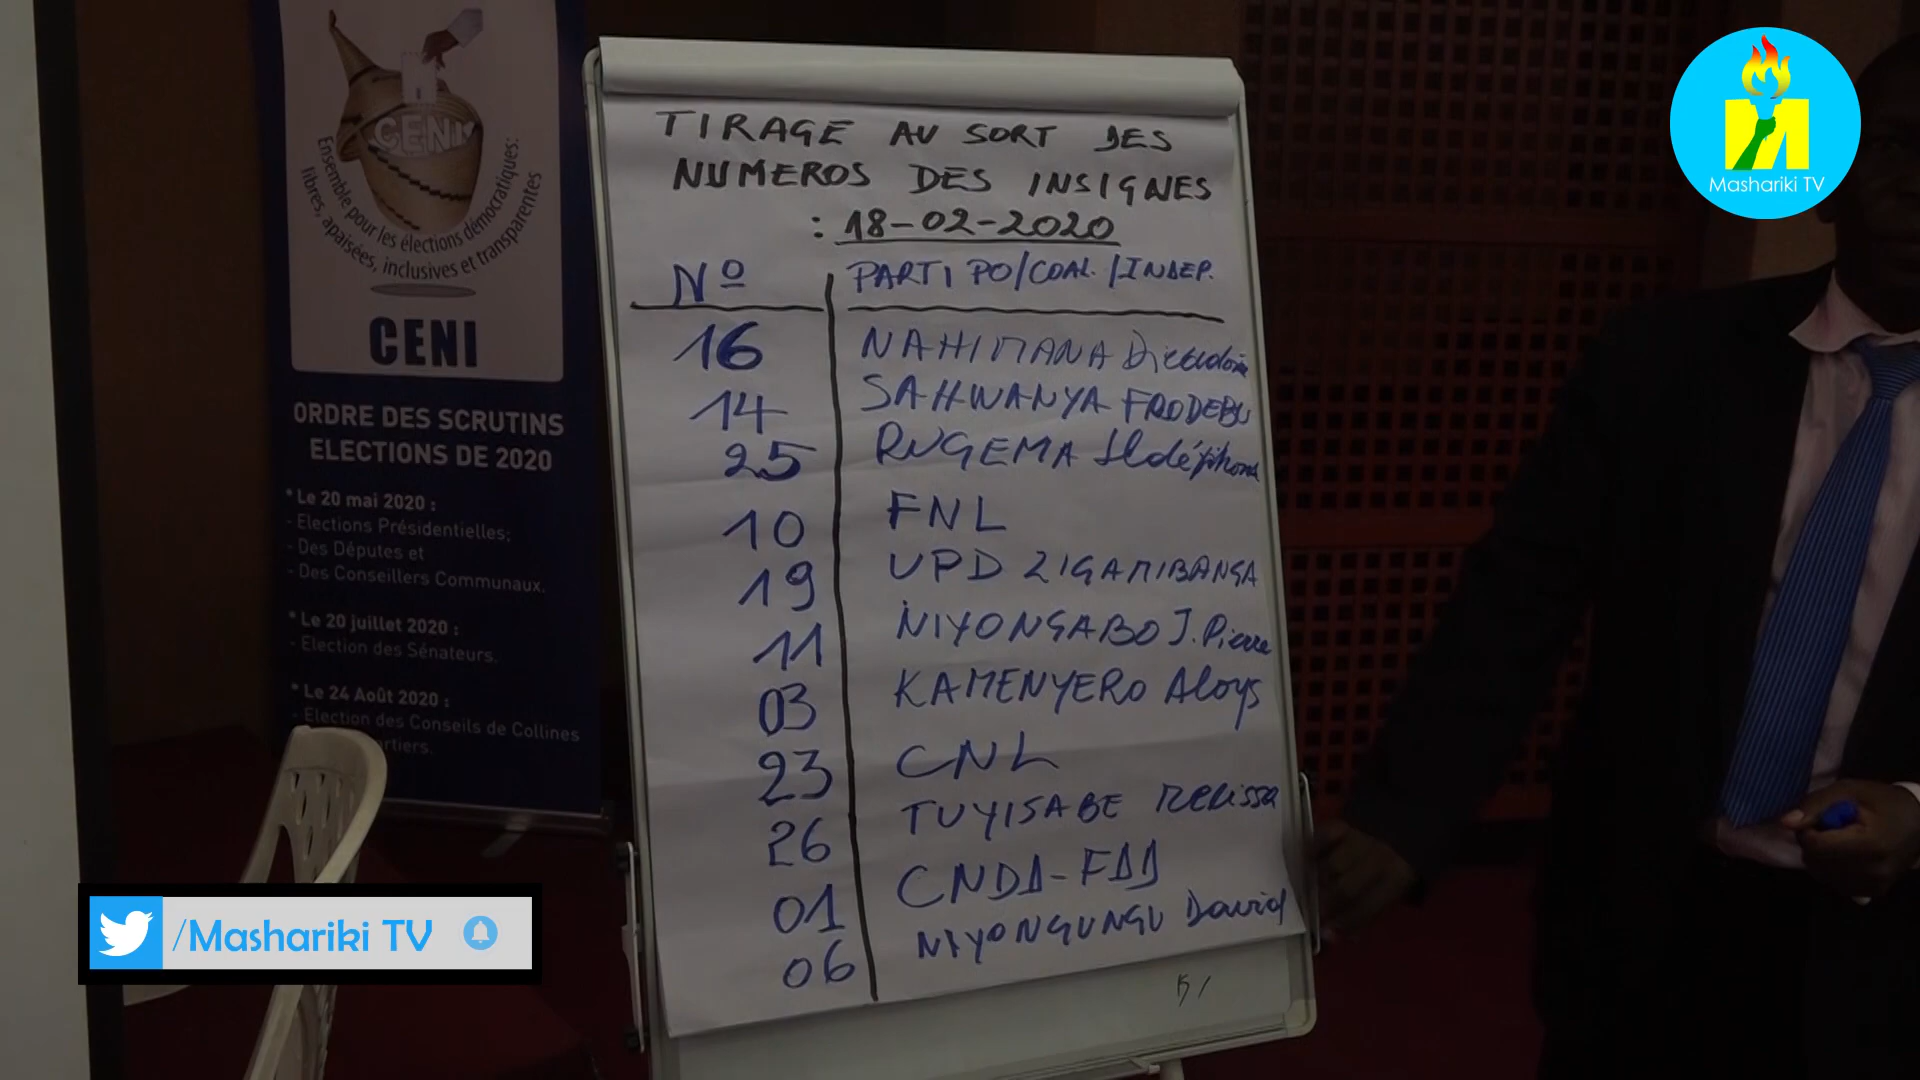 CENI
Ensemble pour les élections démocratiques:
libres, apaisées, inclusives et transparentes
CENI
ORDRE DES SCRUTINS
ELECTIONS DE 2020
* Le 20 mai 2020 :
- Elections Présidentielles;
- Des Députes et
- Des Conseillers Communaux.
* Le 20 juillet 2020 :
- Election des Sénateurs.
* Le 24 Août 2020 :
- Election des Conseils de Collines
TIRAGE AU SORT DES
NUMEROS DES INSIGNES
: 18-02-2020
No PARTI PO/COAL./INDEP.
16 NAHIMANA
14 SAHWANYA FRODEBU
25 RUGEMA
10 FNL
19 UPD ZIGAMIBANGA
11 NIYONGABO J. Pierre
03 KAMENYERO Aloys
23 CNL
26 TUYISABE Melissa
01 CNDD-FDD
06 NIYONGUNGU David
Mashariki TV
/Mashariki TV